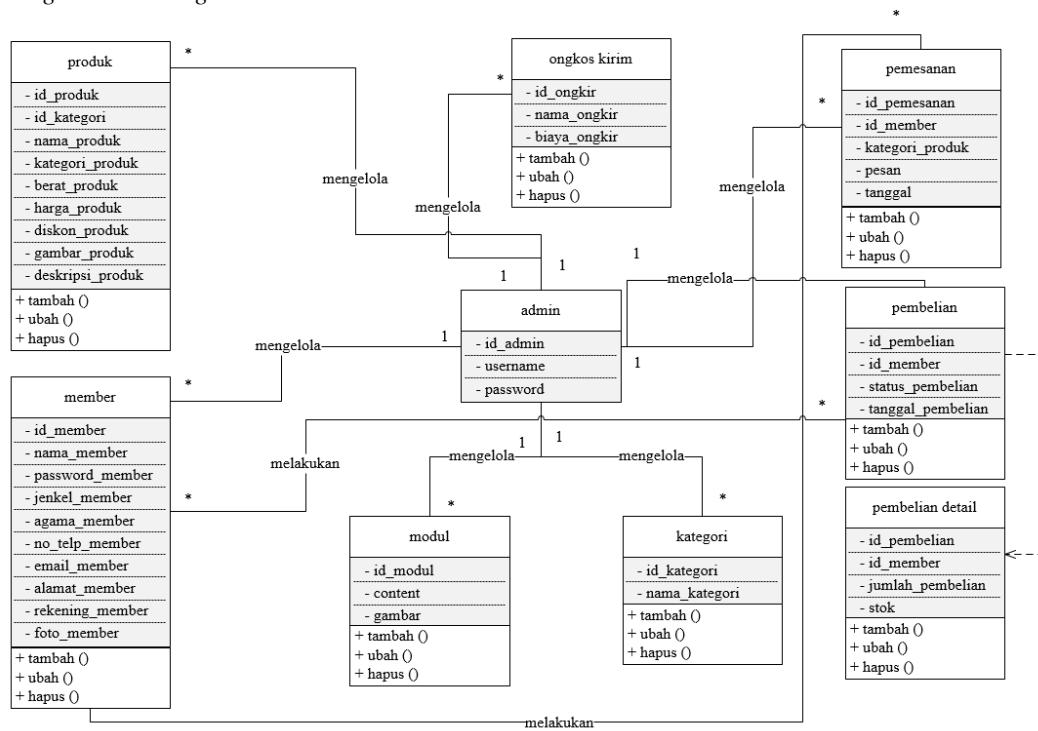 produk
- id_produk
- id_kategori
- nama_produk
- kategori_produk
- berat_produk
- harga_produk
- diskon_produk
- gambar_produk
- deskripsi_produk
+ tambah ()
+ ubah ()
+ hapus ()
*
mengelola
ongkos kirim
- id_ongkir
- nama_ongkir
- biaya_ongkir
+ tambah ()
+ ubah ()
+ hapus ()
*
mengelola
*
pemesanan
- id_pemesanan
- id_member
- kategori_produk
- pesan
- tanggal
+ tambah ()
+ ubah ()
+ hapus ()
*
mengelola
1
1
1
mengelola
admin
- id_admin
- username
- password
1
1
mengelola
*
pembelian
- id_pembelian
- id_member
- status_pembelian
- tanggal_pembelian
+ tambah ()
+ ubah ()
+ hapus ()
*
member
- id_member
- nama_member
- password_member
- jenkel_member
- agama_member
- no_telp_member
- email_member
- alamat_member
- rekening_member
- foto_member
+ tambah ()
+ ubah ()
+ hapus ()
melakukan
*
1
1
mengelola
mengelola
*
*
modul
- id_modul
- content
- gambar
+ tambah ()
+ ubah ()
+ hapus ()
kategori
- id_kategori
- nama_kategori
+ tambah ()
+ ubah ()
+ hapus ()
pembelian detail
- id_pembelian
- id_member
- jumlah_pembelian
- stok
+ tambah ()
+ ubah ()
+ hapus ()
melakukan